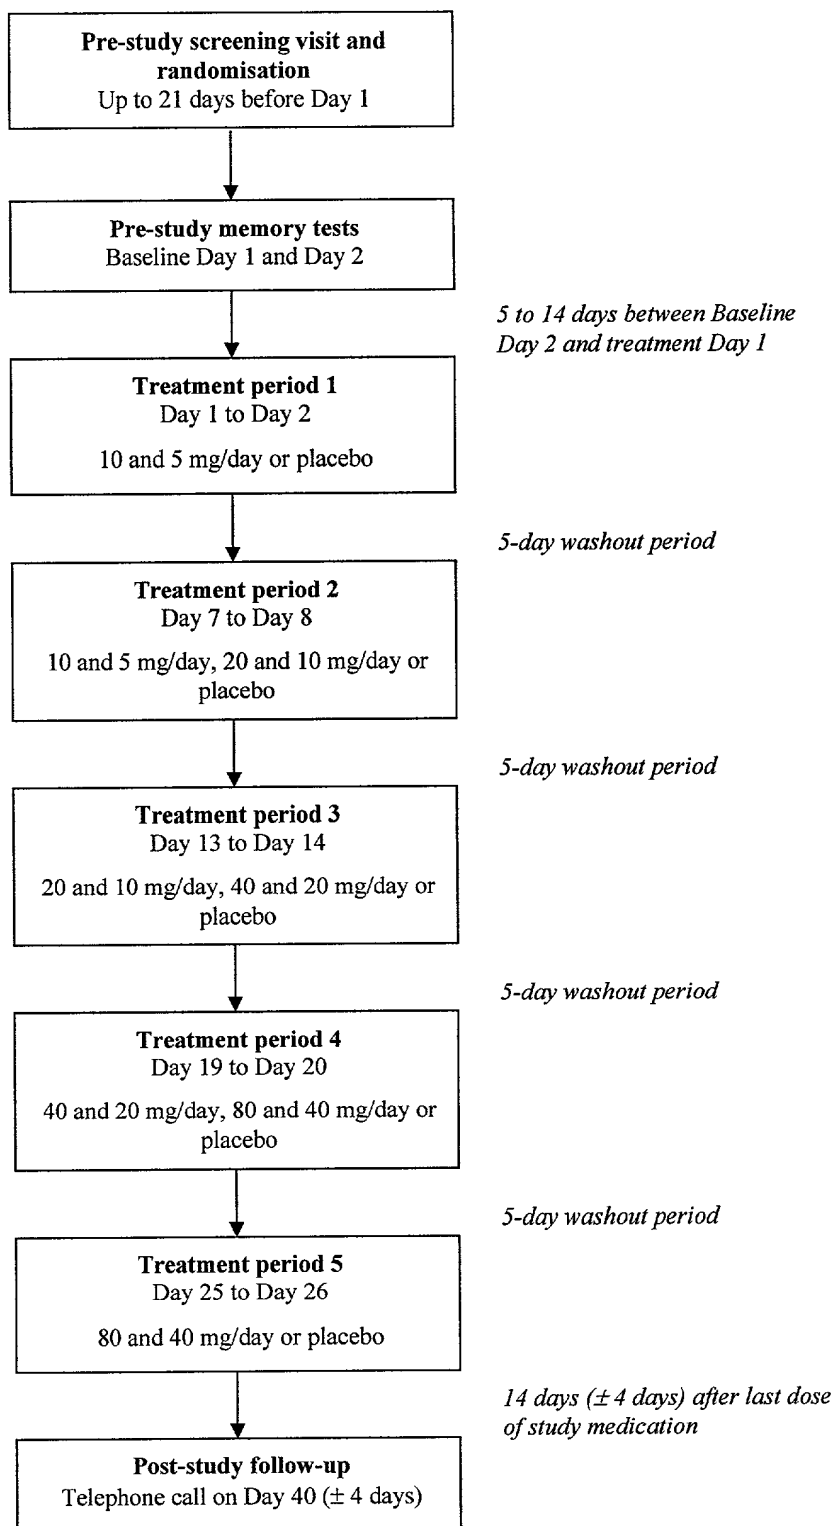 Pre-study screening visit and
randomisation
Up to 21 days before Day 1
Pre-study memory tests
Baseline Day 1 and Day 2
5 to 14 days between Baseline
Day 2 and treatment Day 1
Treatment period 1
Day 1 to Day 2
10 and 5 mg/day or placebo
5-day washout period
Treatment period 2
Day 7 to Day 8
10 and 5 mg/day, 20 and 10 mg/day or
placebo
5-day washout period
Treatment period 3
Day 13 to Day 14
20 and 10 mg/day, 40 and 20 mg/day or
placebo
5-day washout period
Treatment period 4
Day 19 to Day 20
40 and 20 mg/day, 80 and 40 mg/day or
placebo
5-day washout period
Treatment period 5
Day 25 to Day 26
80 and 40 mg/day or placebo
14 days (± 4 days) after last dose
of study medication
Post-study follow-up
Telephone call on Day 40 (± 4 days)